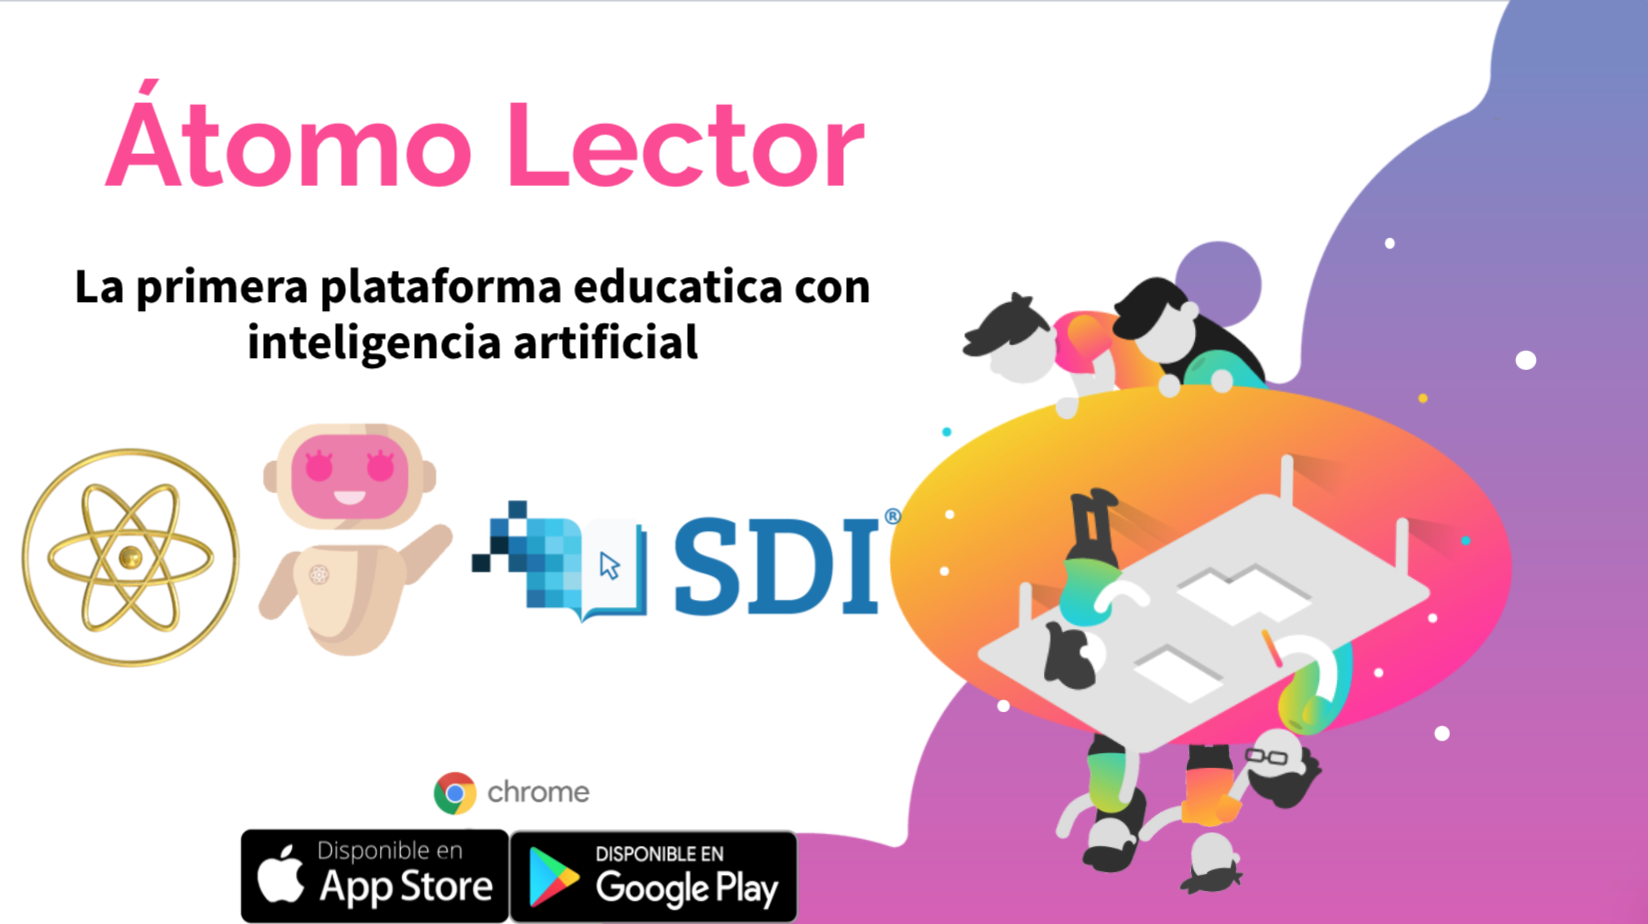 Átomo Lector
La primera plataforma educatica con
inteligencia artificial
SDI®
chrome
Disponible en
App Store
DISPONIBLE EN
Google Play